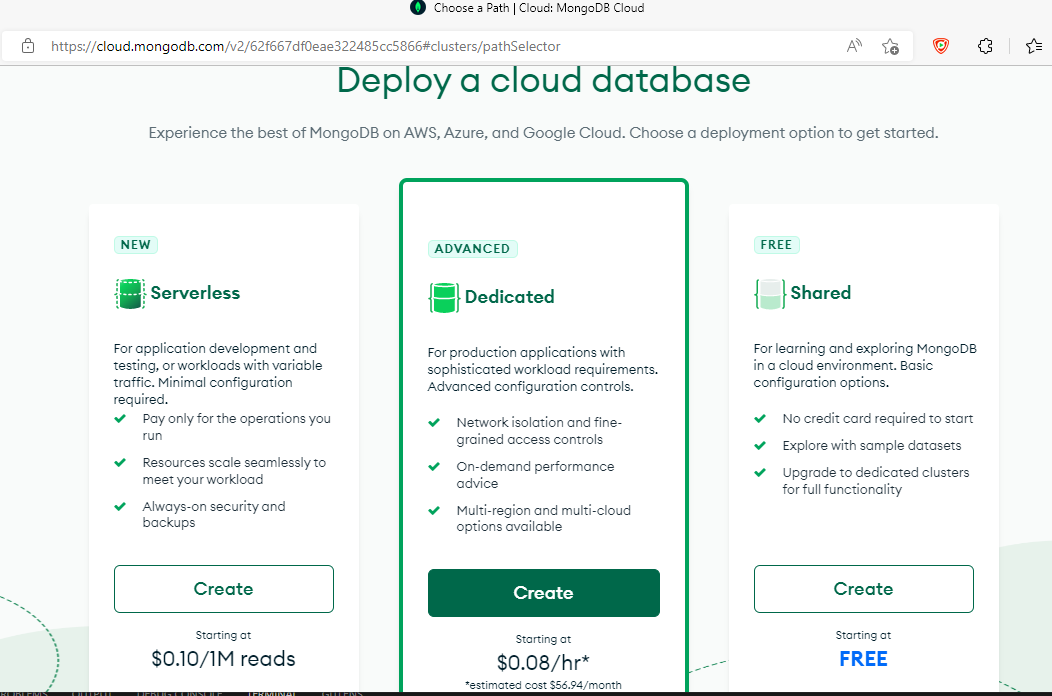 Choose a Path | Cloud: MongoDB Cloud
https://cloud.mongodb.com/v2/62f667df0eae322485cc5866#clusters/pathSelector
Deploy a cloud database
Experience the best of MongoDB on AWS, Azure, and Google Cloud. Choose a deployment option to get started.
NEW
Serverless
For application development and
testing, or workloads with variable
traffic. Minimal configuration
required.
Pay only for the operations you
run
Resources scale seamlessly to
meet your workload
Always-on security and
backups
Create
Starting at
$0.10/1M reads
ADVANCED
Dedicated
For production applications with
sophisticated workload requirements.
Advanced configuration controls.
Network isolation and fine-
grained access controls
On-demand performance
advice
Multi-region and multi-cloud
options available
Create
Starting at
$0.08/hr*
*estimated cost $56.94/month
FREE
Shared
For learning and exploring MongoDB
in a cloud environment. Basic
configuration options.
No credit card required to start
Explore with sample datasets
Upgrade to dedicated clusters
for full functionality
Create
Starting at
FREE